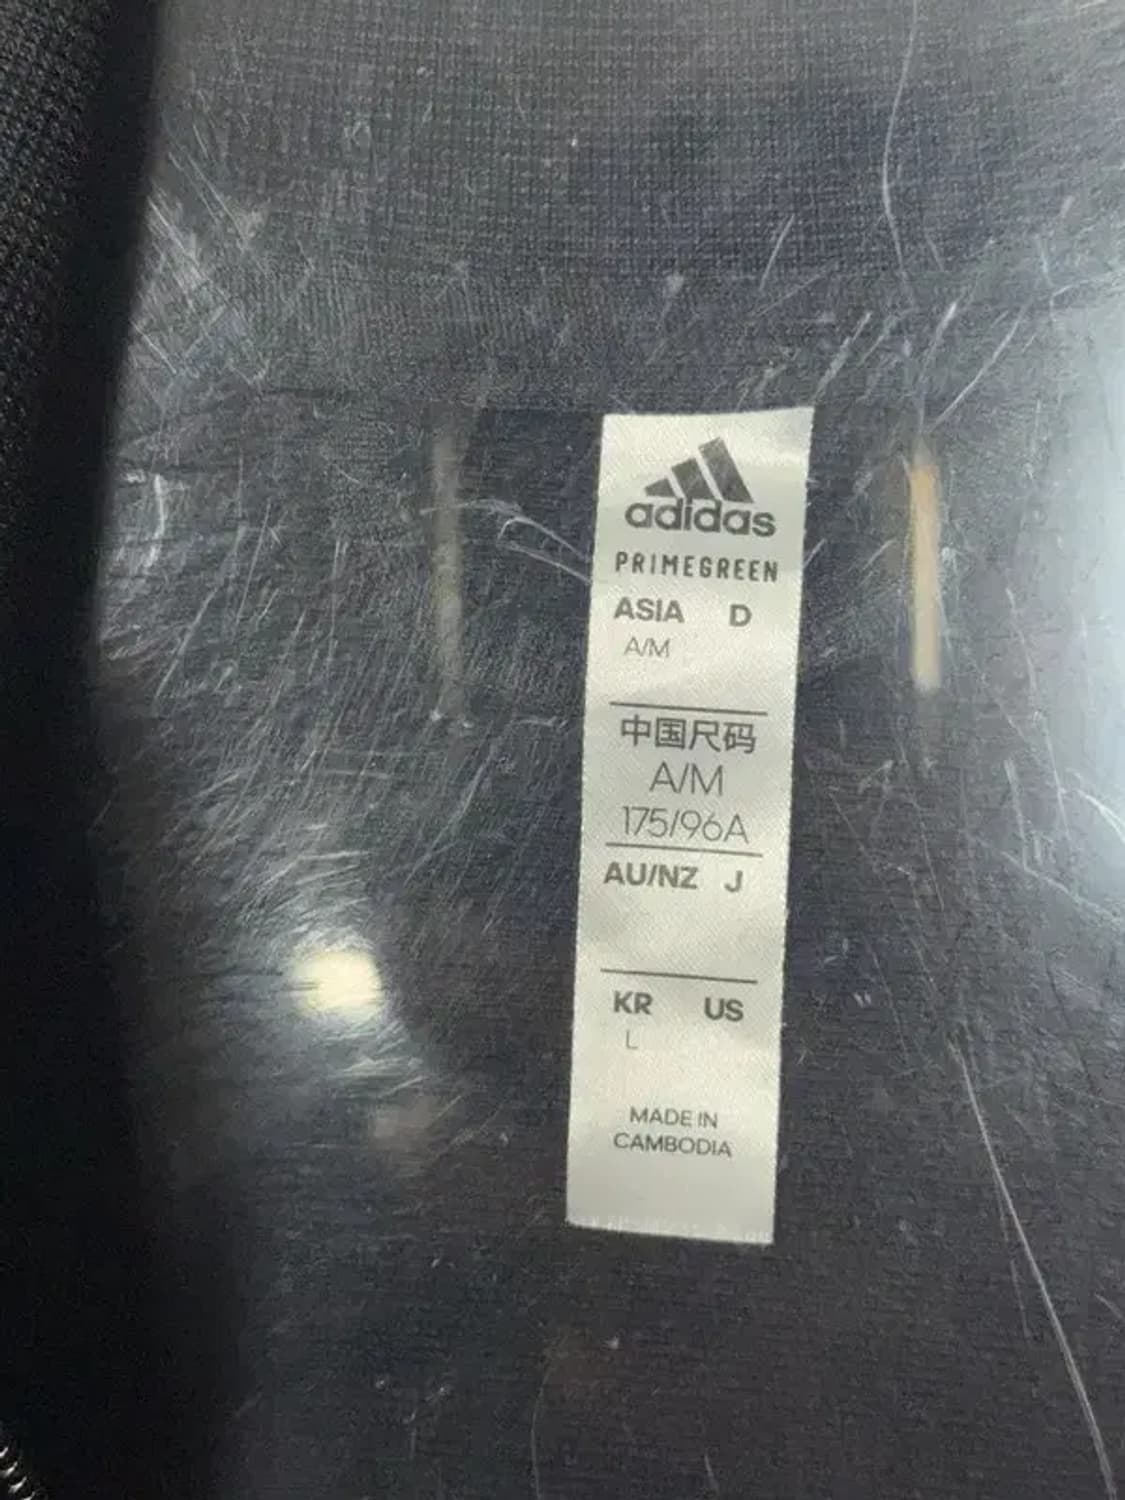 adidas
PRIMEGREEN
ASIA D
A/M
中国尺码
A/M
175/96A
AU/NZ J
KR US
L
MADE IN
CAMBODIA